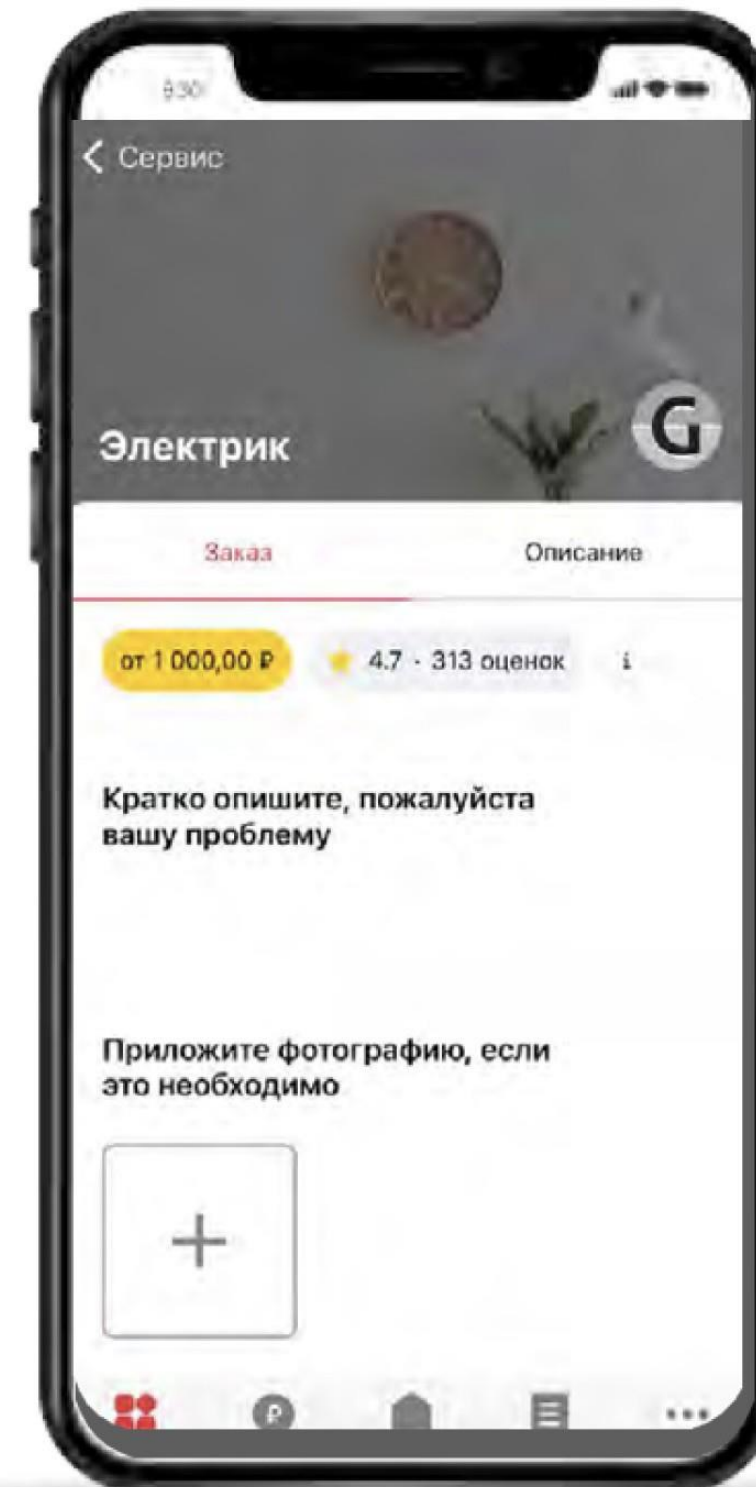 9:30
Сервис
Электрик
G
Заказ
Описание
от 1 000,00 ₽
4.7 · 313 оценок
i
Кратко опишите, пожалуйста
вашу проблему
Приложите фотографию, если
это необходимо